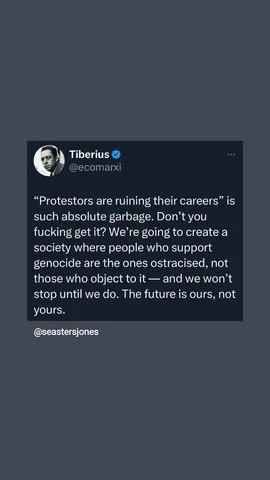 Tiberius
@ecomarxi
“Protestors are ruining their careers” is
such absolute garbage. Don’t you
fucking get it? We’re going to create a
society where people who support
genocide are the ones ostracised, not
those who object to it — and we won’t
stop until we do. The future is ours, not
yours.
@seastersjones